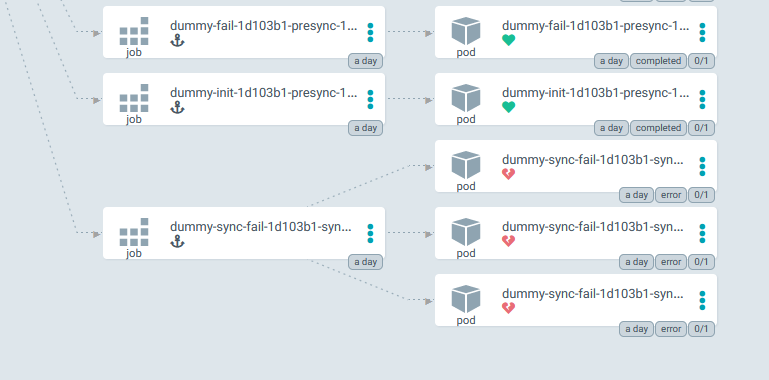 dummy-fail-1d103b1-presync-1...
job
a day
dummy-fail-1d103b1-presync-1...
pod
a day completed 0/1
dummy-init-1d103b1-presync-1...
job
a day
dummy-init-1d103b1-presync-1...
pod
a day completed 0/1
dummy-sync-fail-1d103b1-syn...
pod
a day error 0/1
dummy-sync-fail-1d103b1-syn...
job
a day
dummy-sync-fail-1d103b1-syn...
pod
a day error 0/1
dummy-sync-fail-1d103b1-syn...
pod
a day error 0/1